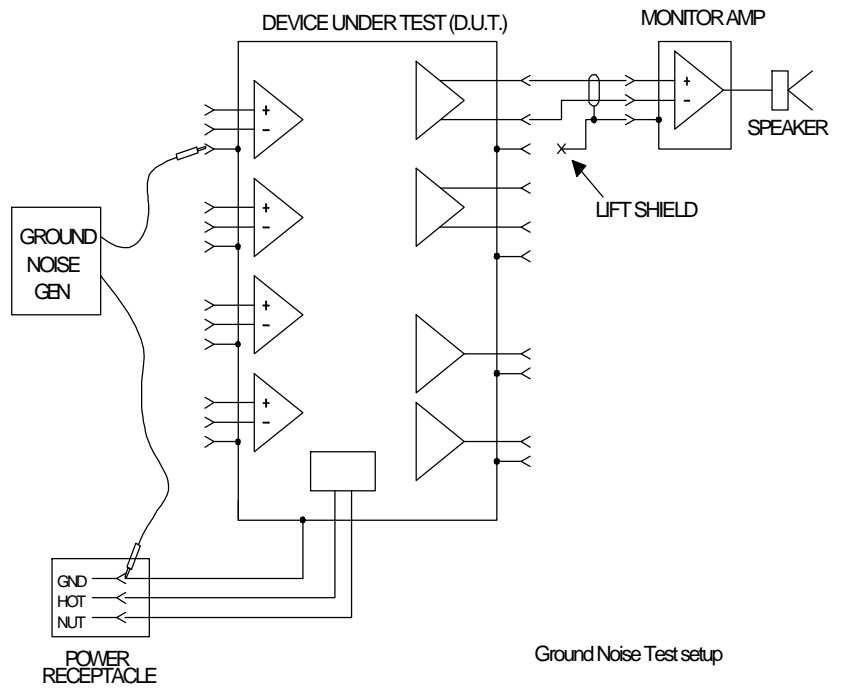 DEVICE UNDER TEST (D.U.T.)
MONITOR AMP
+
-
+
-
SPEAKER
LIFT SHIELD
+
-
GROUND
NOISE
GEN
+
-
+
-
GND
HOT
NUT
POWER
RECEPTACLE
Ground Noise Test setup